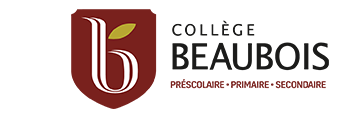 b
COLLÈGE
BEAUBOIS
PRÉSCOLAIRE • PRIMAIRE • SECONDAIRE